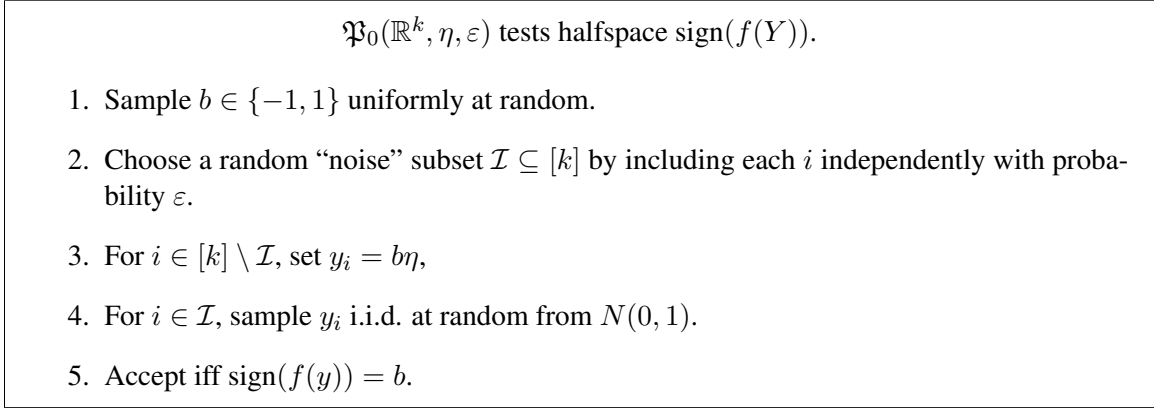 𝔓₀(ℝᵏ, η, ε) tests halfspace sign(f(Y)).
1. Sample b ∈ {−1, 1} uniformly at random.
2. Choose a random “noise” subset ℐ ⊆ [k] by including each i independently with proba-
bility ε.
3. For i ∈ [k] \ ℐ, set yᵢ = bη,
4. For i ∈ ℐ, sample yᵢ i.i.d. at random from N(0, 1).
5. Accept iff sign(f(y)) = b.